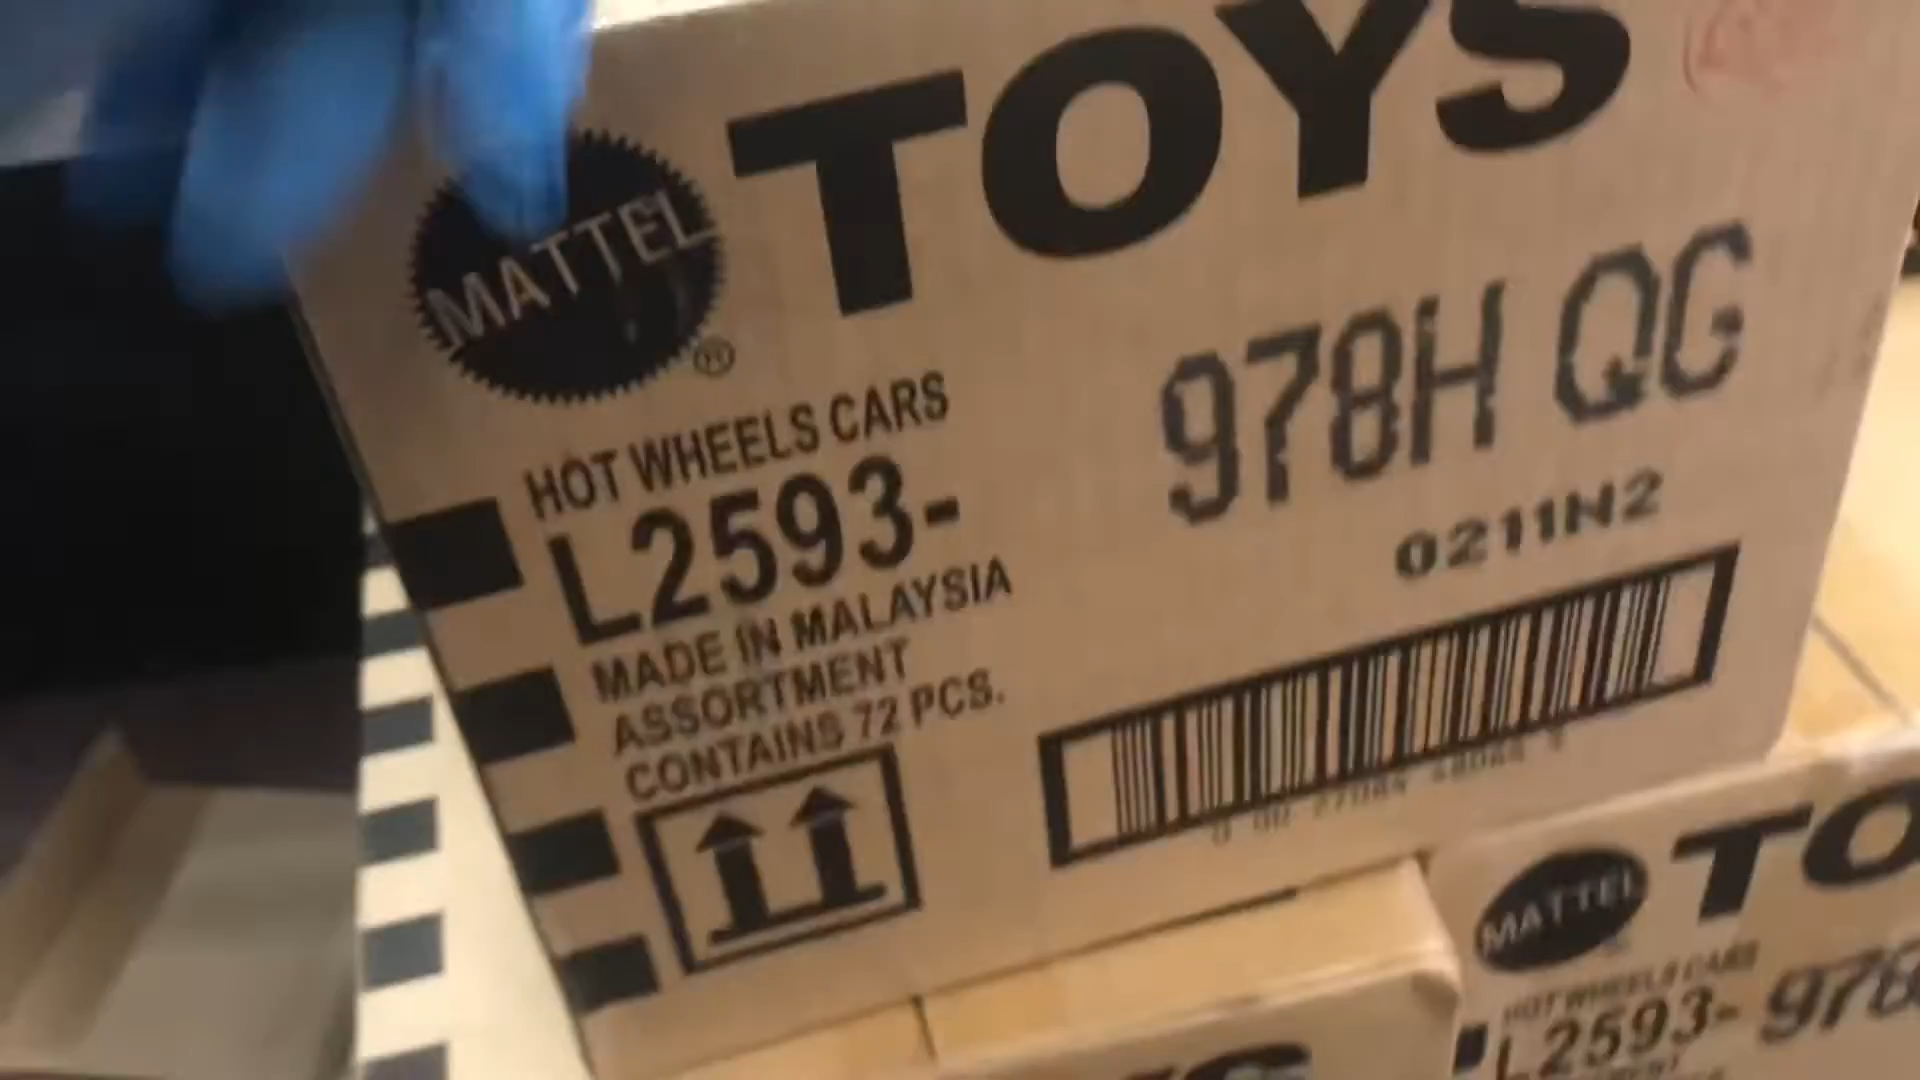 TOYS
MATTEL
®
HOT WHEELS CARS
L2593-
978H QG
MADE IN MALAYSIA
ASSORTMENT
CONTAINS 72 PCS.
0211N2
MATTEL
TO
HOT WHEELS CARS
L2593-
978